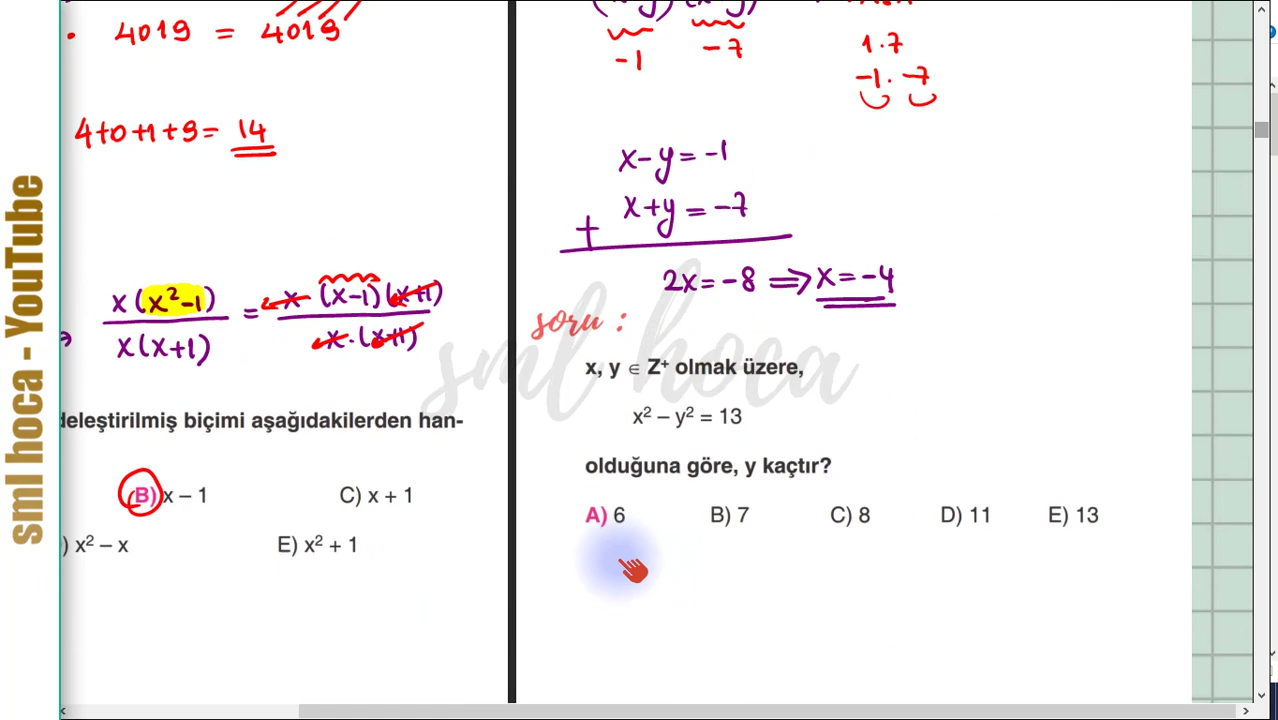 sml hoca - YouTube
4019 = 4019
4+0+1+9= 14
x(x²-1) / x(x+1) = x·(x-1)(x+1) / x·(x+1)
deleştirilmiş biçimi aşağıdakilerden han-
B) x – 1
C) x + 1
) x² – x
E) x² + 1
-1 -7
1.7
-1. -7
x-y=-1
x+y=-7
+
2x=-8 ⇒ x=-4
soru :
sml hoca
x, y ∈ Z⁺ olmak üzere,
x² – y² = 13
olduğuna göre, y kaçtır?
A) 6 B) 7 C) 8 D) 11 E) 13